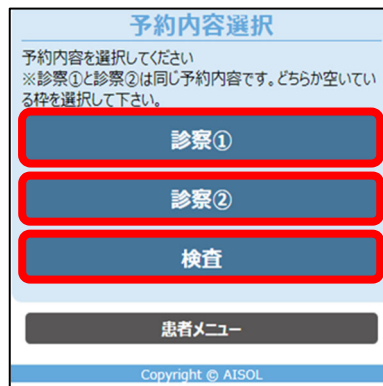 予約内容選択
予約内容を選択してください
※診察①と診察②は同じ予約内容です。どちらか空いてい
る枠を選択して下さい。
診察①
診察②
検査
患者メニュー
Copyright © AISOL